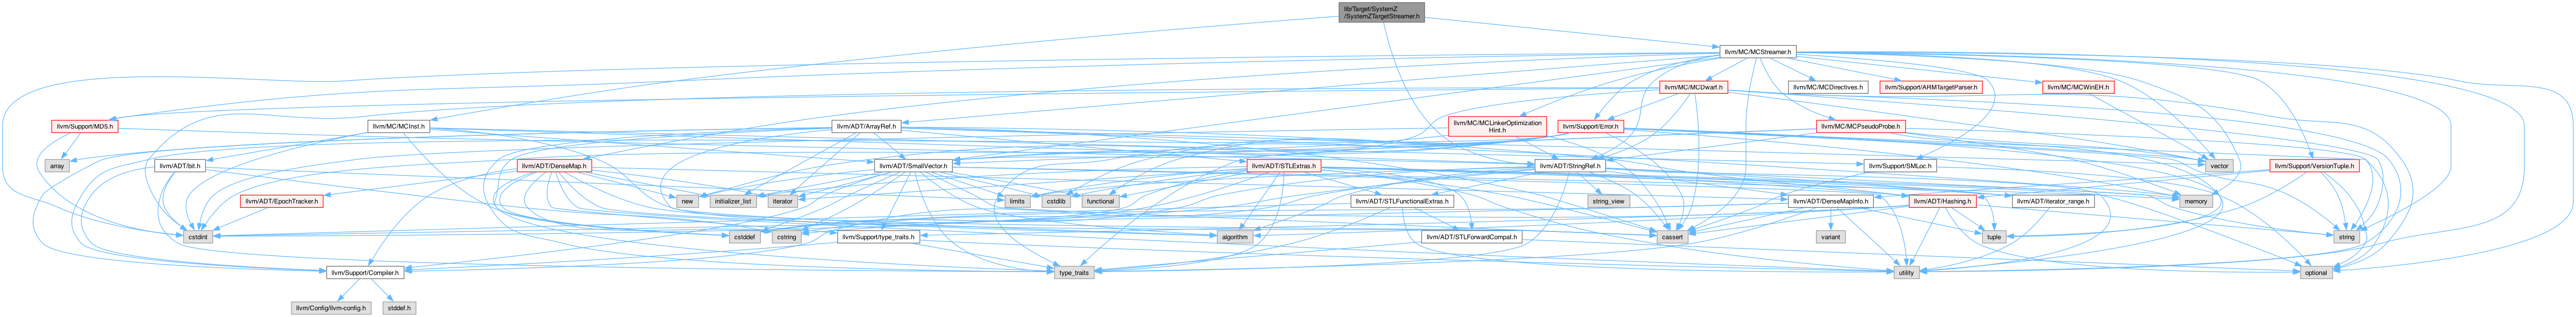 lib/Target/SystemZ
/SystemZTargetStreamer.h
llvm/MC/MCStreamer.h
llvm/MC/MCDwarf.h
llvm/MC/MCDirectives.h
llvm/Support/ARMTargetParser.h
llvm/MC/MCWinEH.h
llvm/Support/MD5.h
llvm/MC/MCInst.h
llvm/ADT/ArrayRef.h
llvm/MC/MCLinkerOptimization
Hint.h
llvm/Support/Error.h
llvm/MC/MCPseudoProbe.h
array
llvm/ADT/bit.h
llvm/ADT/DenseMap.h
llvm/ADT/SmallVector.h
llvm/ADT/STLExtras.h
llvm/ADT/StringRef.h
llvm/Support/SMLoc.h
vector
llvm/Support/VersionTuple.h
llvm/ADT/EpochTracker.h
new
initializer_list
iterator
limits
cstdlib
functional
llvm/ADT/STLFunctionalExtras.h
string_view
llvm/ADT/DenseMapInfo.h
llvm/ADT/Hashing.h
llvm/ADT/iterator_range.h
memory
cstdint
cstddef
cstring
llvm/Support/type_traits.h
algorithm
llvm/ADT/STLForwardCompat.h
cassert
variant
tuple
string
llvm/Support/Compiler.h
type_traits
utility
optional
llvm/Config/llvm-config.h
stddef.h